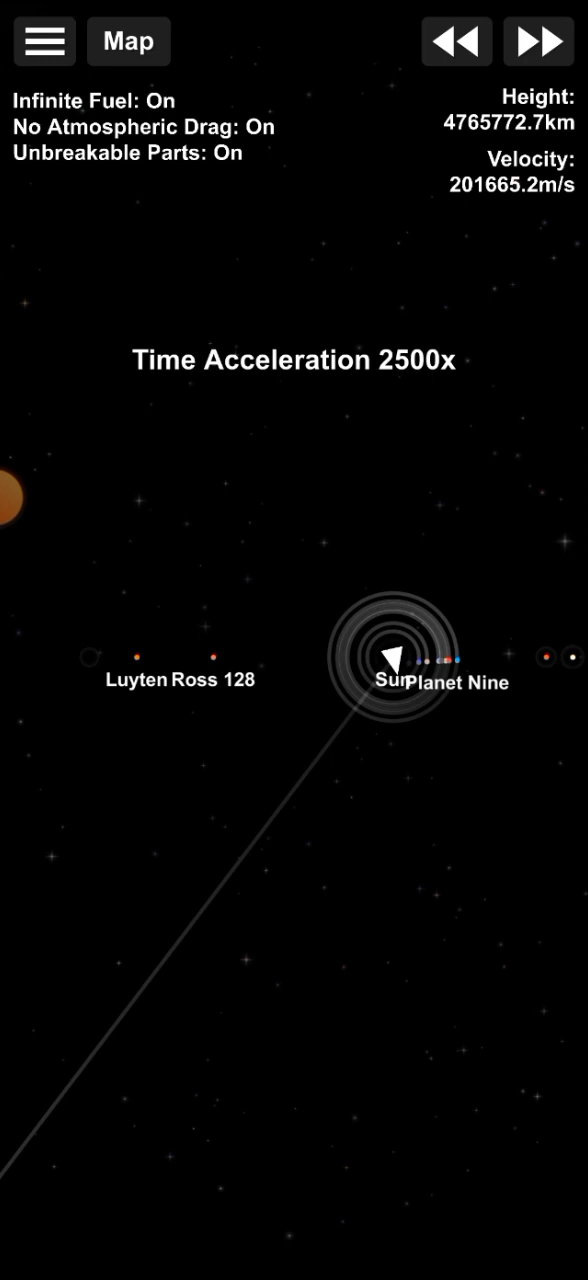 Map
Infinite Fuel: On
No Atmospheric Drag: On
Unbreakable Parts: On
Height:
4765772.7km
Velocity:
201665.2m/s
Time Acceleration 2500x
Luyten
Ross 128
Sun
Planet Nine